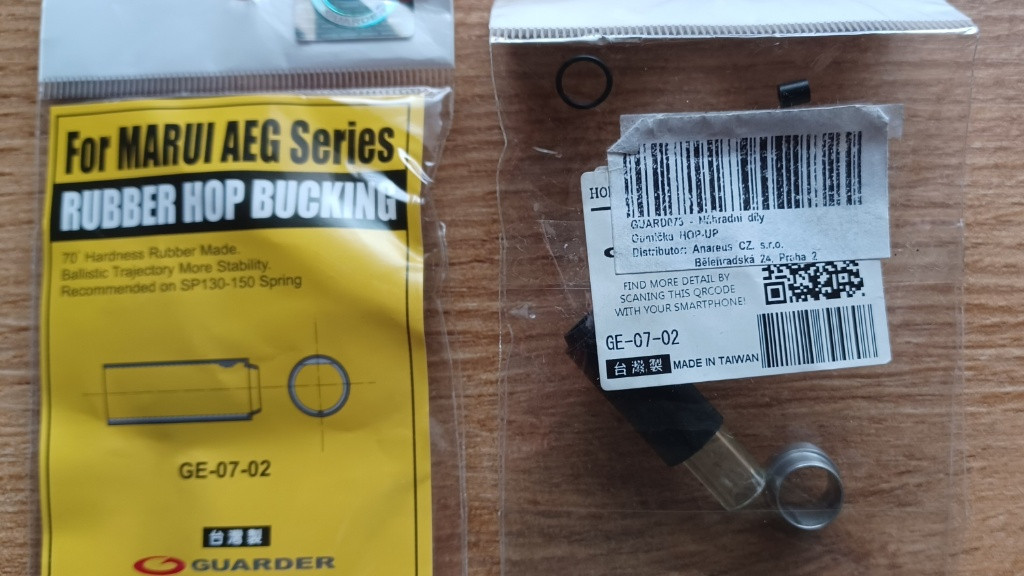 GUARDER
For MARUI AEG Series
RUBBER HOP BUCKING
70° Hardness Rubber Made.
Ballistic Trajectory More Stability.
Recommended on SP130-150 Spring
GE-07-02
台灣製
GUARDER
GUARD073 - Náhradní díly
Gumička HOP-UP
Distributor: Anareus CZ, s.r.o.
Bělehradská 24, Praha 2
HO
FIND MORE DETAIL BY
SCANING THIS QRCODE
WITH YOUR SMARTPHONE!
GE-07-02
台灣製 MADE IN TAIWAN